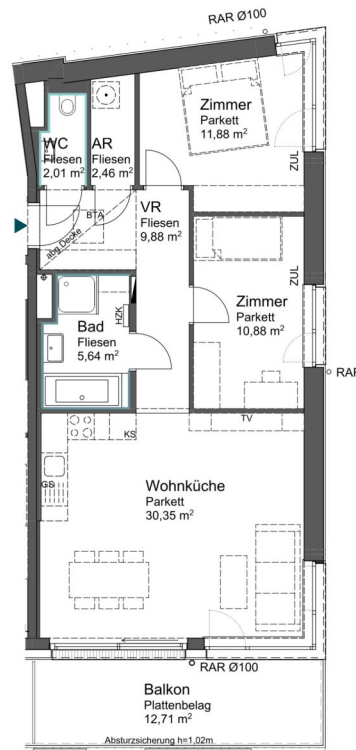 RAR Ø100
Zimmer
Parkett
11,88 m²
ZUL
WC
Fliesen
2,01 m²
AR
Fliesen
2,46 m²
BTA
abg Decke
VR
Fliesen
9,88 m²
ZUL
Zimmer
Parkett
10,88 m²
HZK
Bad
Fliesen
5,64 m²
RAR
TV
KS
GS
Wohnküche
Parkett
30,35 m²
RAR Ø100
Balkon
Plattenbelag
12,71 m²
Absturzsicherung h=1,02m